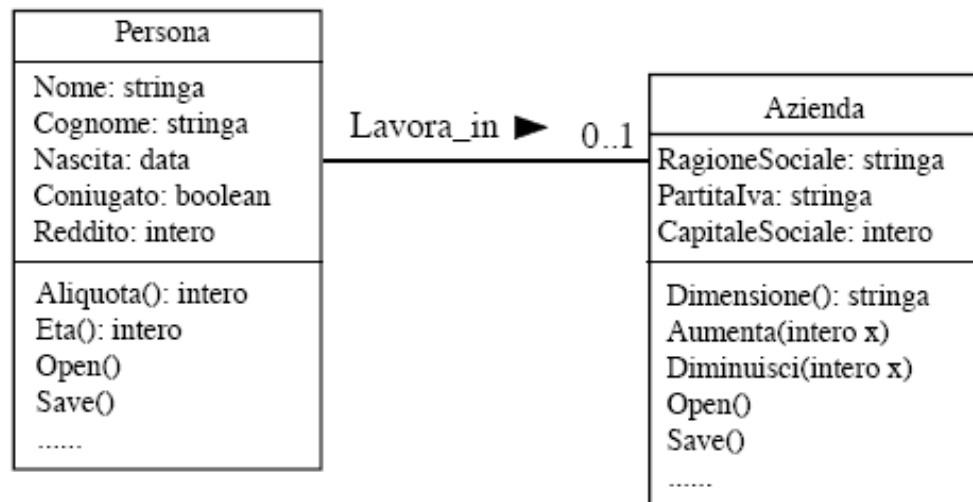 Persona
Nome: stringa
Cognome: stringa
Nascita: data
Coniugato: boolean
Reddito: intero
Aliquota(): intero
Eta(): intero
Open()
Save()
......
Lavora_in ►
0..1
Azienda
RagioneSociale: stringa
PartitaIva: stringa
CapitaleSociale: intero
Dimensione(): stringa
Aumenta(intero x)
Diminuisci(intero x)
Open()
Save()
......